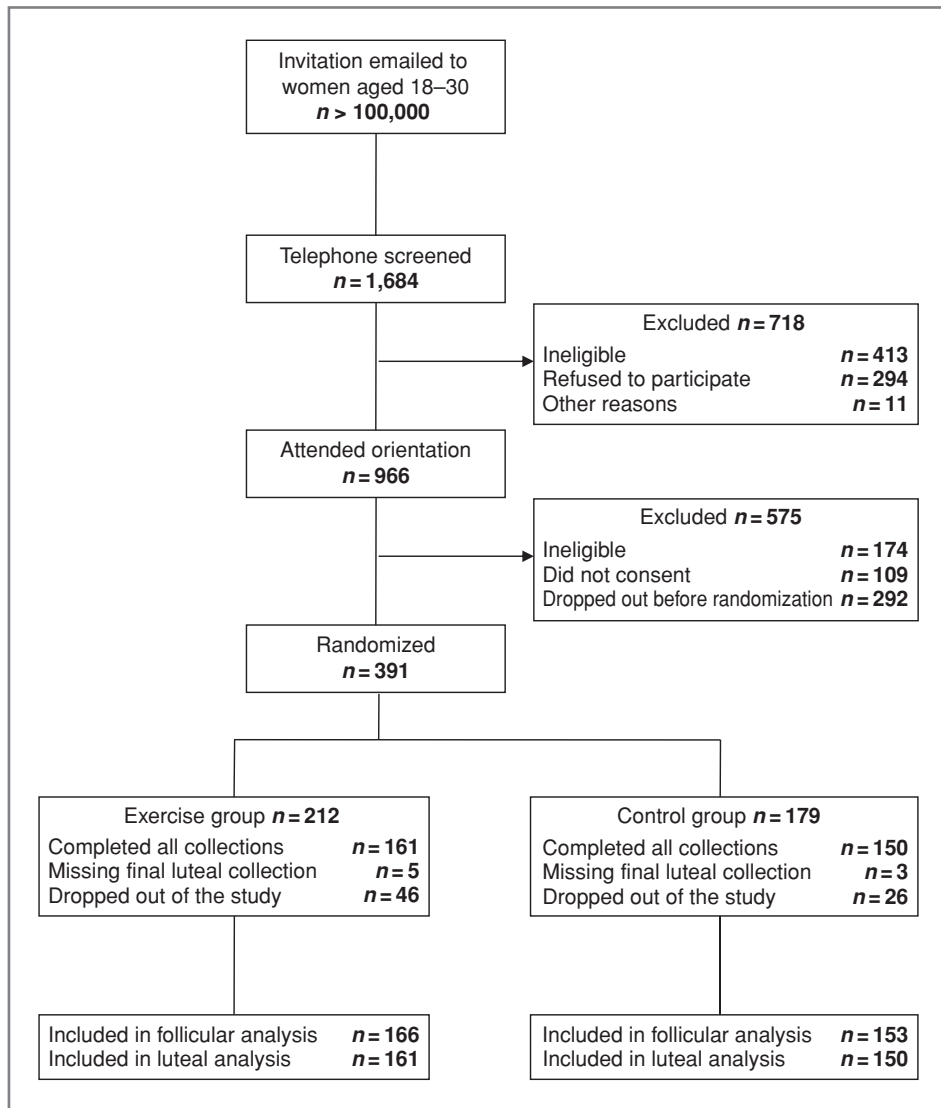 Invitation emailed to
women aged 18–30
n > 100,000
Telephone screened
n = 1,684
Excluded n = 718
Ineligible n = 413
Refused to participate n = 294
Other reasons n = 11
Attended orientation
n = 966
Excluded n = 575
Ineligible n = 174
Did not consent n = 109
Dropped out before randomization n = 292
Randomized
n = 391
Exercise group n = 212
Completed all collections n = 161
Missing final luteal collection n = 5
Dropped out of the study n = 46
Control group n = 179
Completed all collections n = 150
Missing final luteal collection n = 3
Dropped out of the study n = 26
Included in follicular analysis n = 166
Included in luteal analysis n = 161
Included in follicular analysis n = 153
Included in luteal analysis n = 150